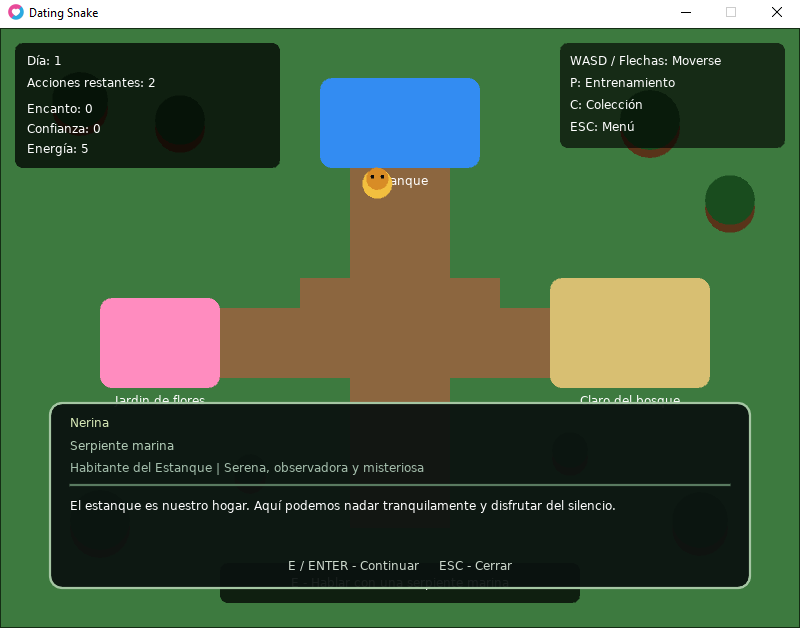 Dating Snake
Día: 1
Acciones restantes: 2
Encanto: 0
Confianza: 0
Energía: 5
WASD / Flechas: Moverse
P: Entrenamiento
C: Colección
ESC: Menú
anque
Jardin de flores
Claro del bosque
Nerina
Serpiente marina
Habitante del Estanque | Serena, observadora y misteriosa
El estanque es nuestro hogar. Aquí podemos nadar tranquilamente y disfrutar del silencio.
E / ENTER - Continuar ESC - Cerrar
E - Hablar con una serpiente marina